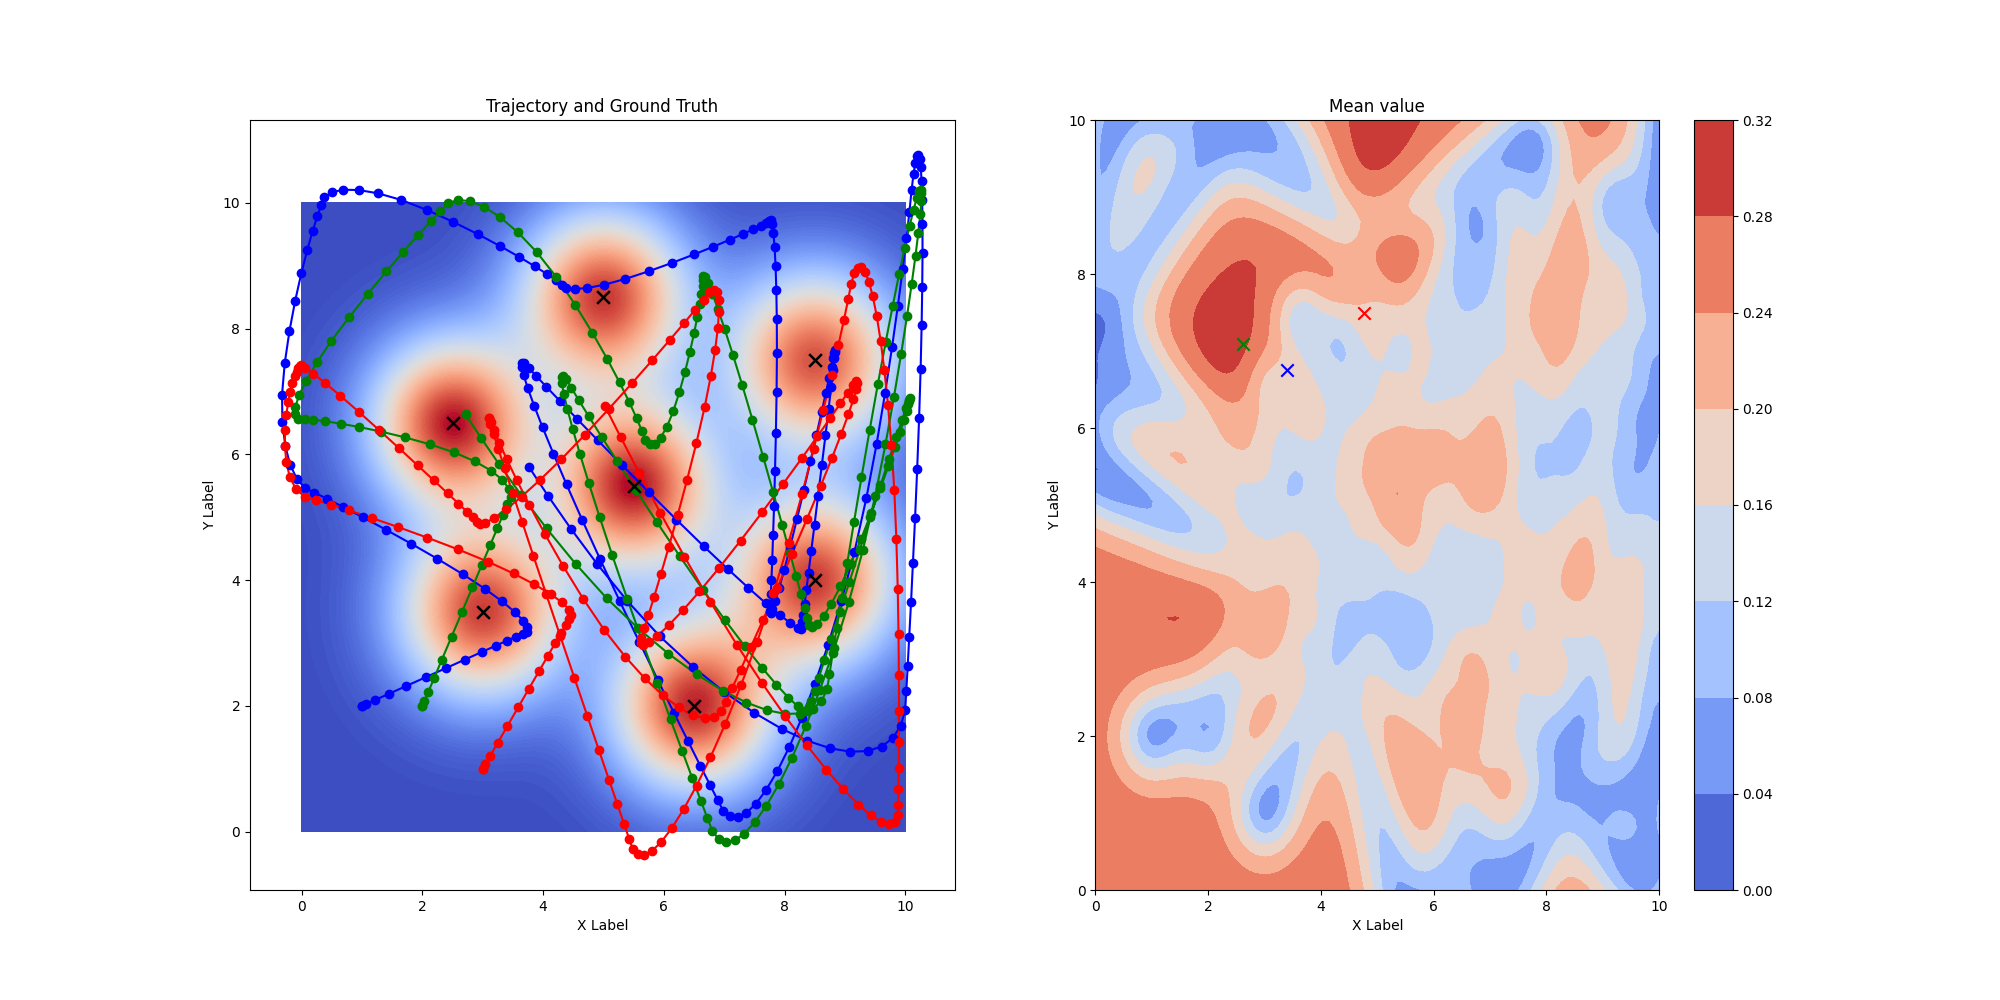 Trajectory and Ground Truth
Y Label
10
8
6
4
2
0
0 2 4 6 8 10
X Label
Mean value
Y Label
10
8
6
4
2
0
0 2 4 6 8 10
X Label
0.32
0.28
0.24
0.20
0.16
0.12
0.08
0.04
0.00